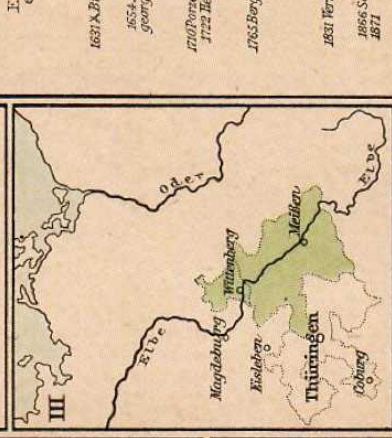 1631 X B
1654
georg
1710 Porz
1722
1765 Berg
1831 Ver
1866 S
1871
III
Oder
Elbe
Elbe
Wittenberg
Meißen
Magdeburg
Eisleben
Thüringen
Coburg